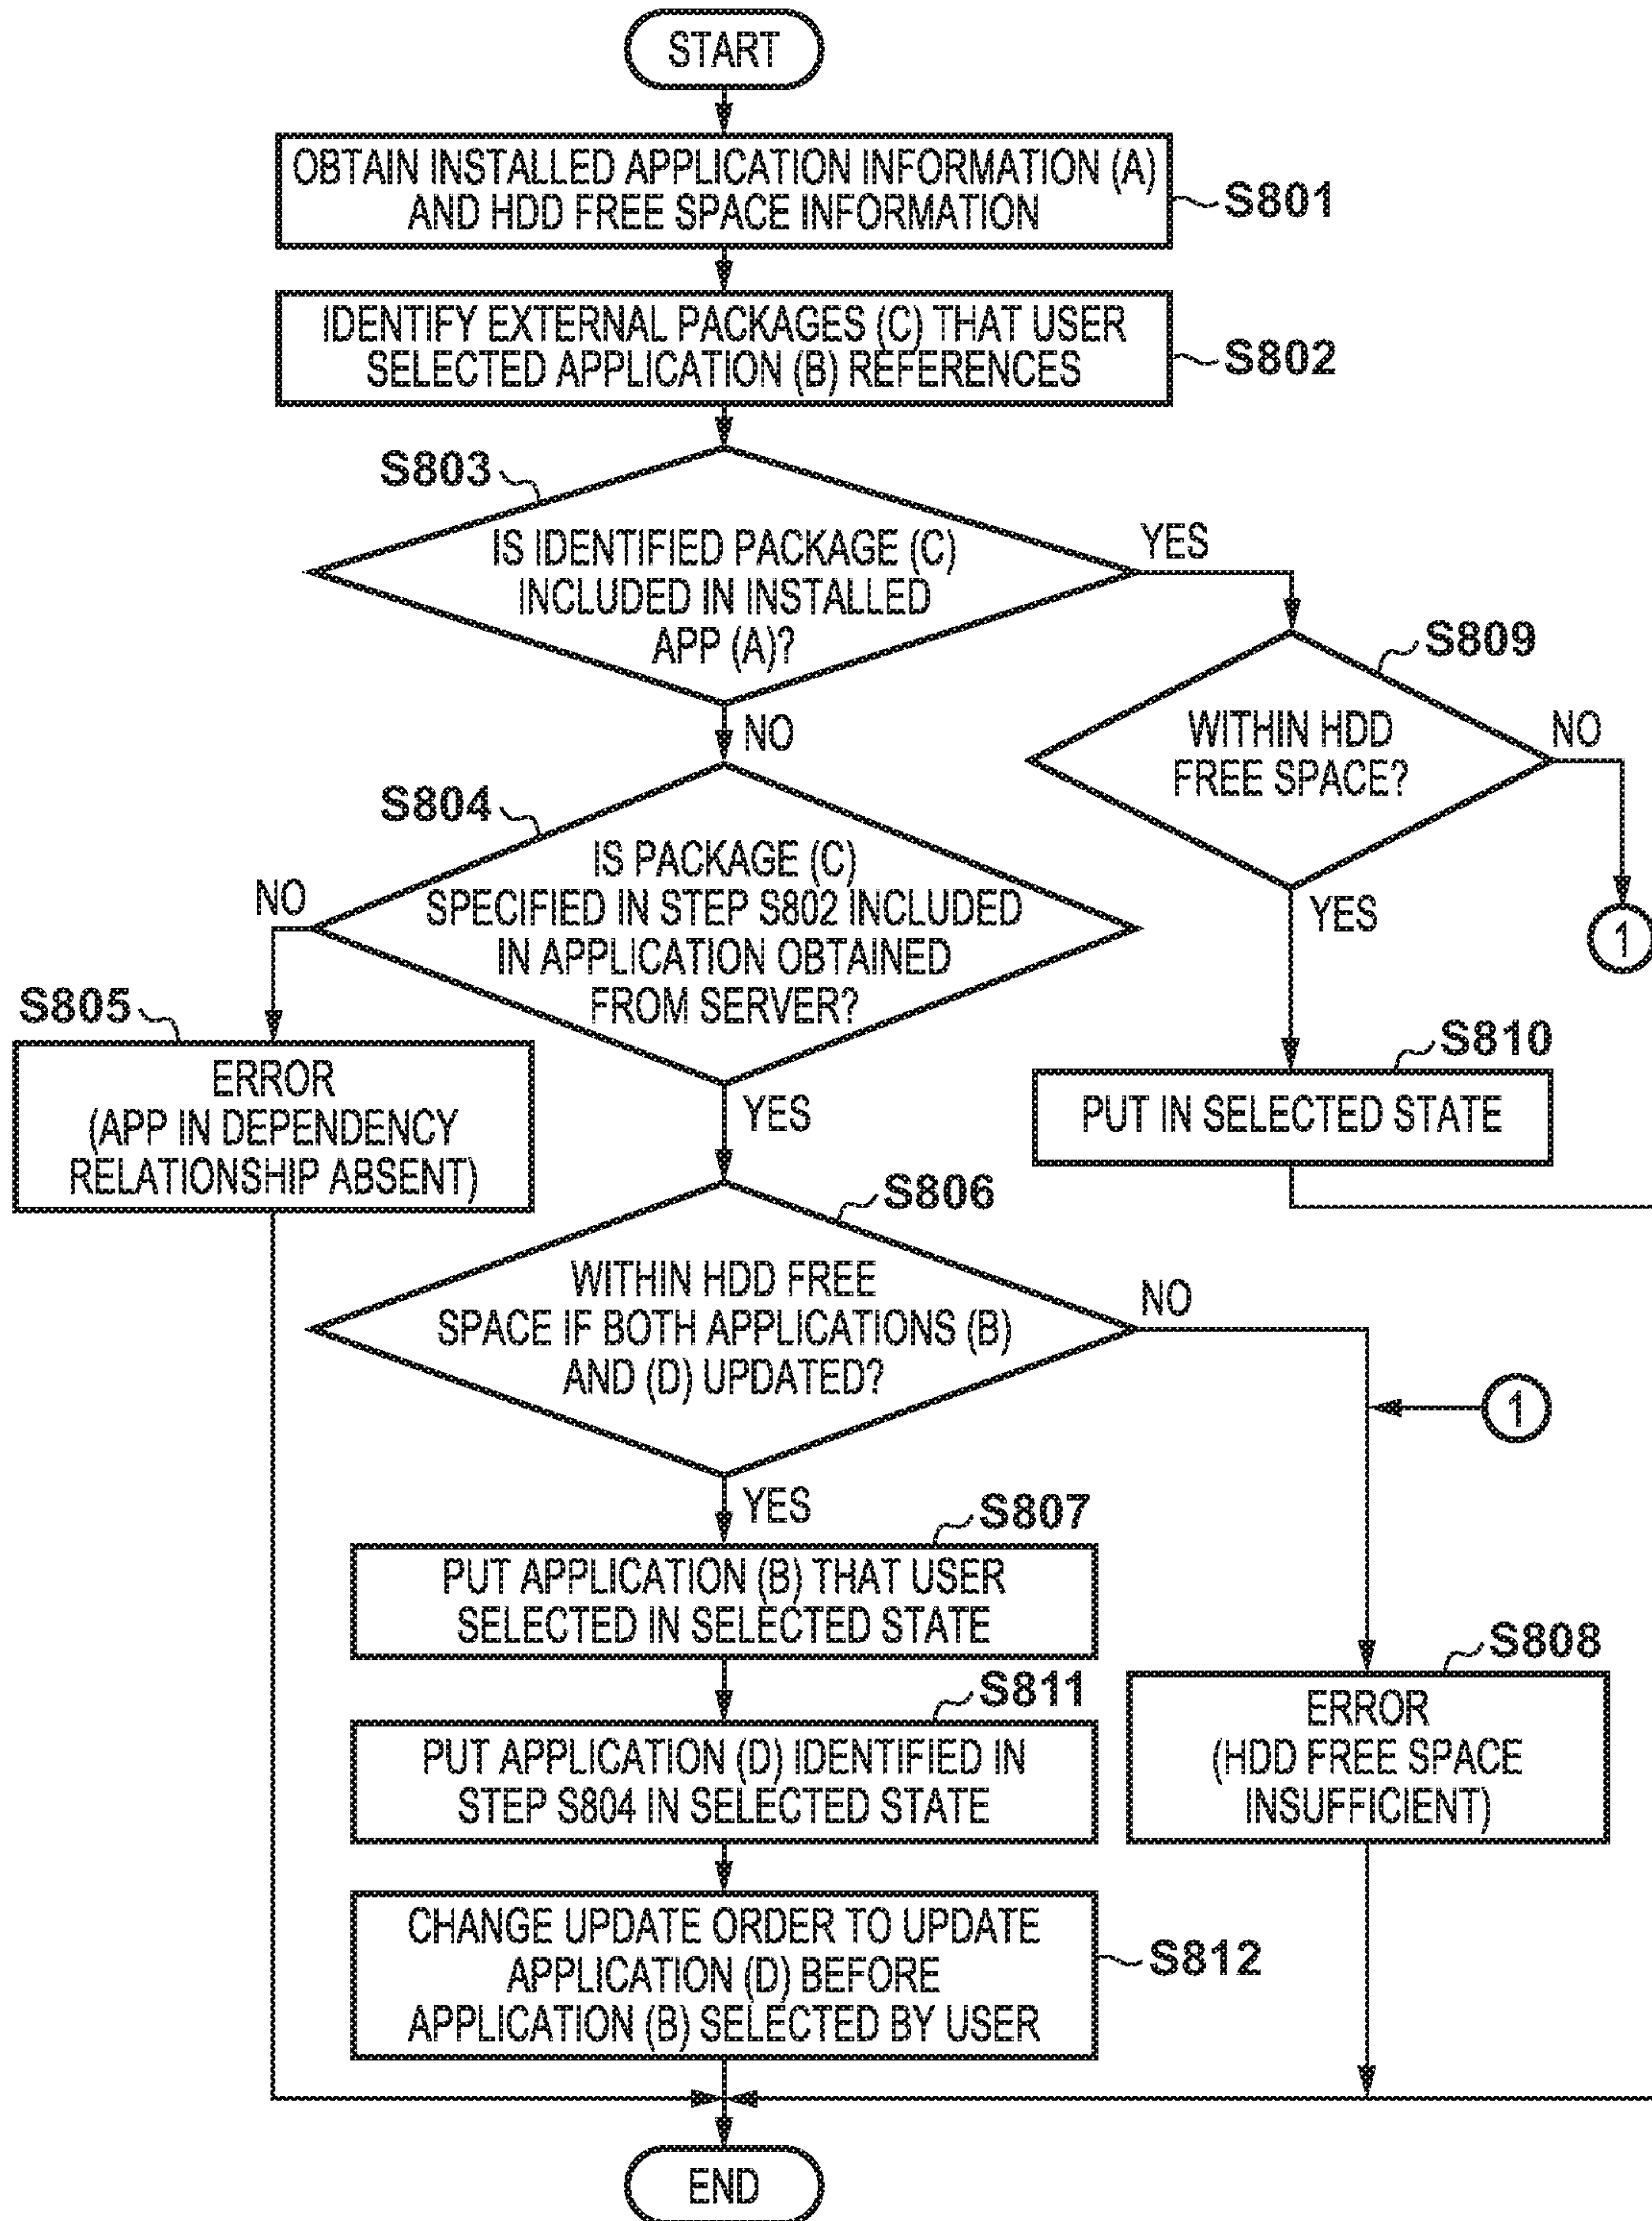 START
OBTAIN INSTALLED APPLICATION INFORMATION (A)
AND HDD FREE SPACE INFORMATION
S801
IDENTIFY EXTERNAL PACKAGES (C) THAT USER
SELECTED APPLICATION (B) REFERENCES
S802
S803
IS IDENTIFIED PACKAGE (C)
INCLUDED IN INSTALLED
APP (A)?
YES
NO
S809
WITHIN HDD
FREE SPACE?
NO
YES
1
S804
IS PACKAGE (C)
SPECIFIED IN STEP S802 INCLUDED
IN APPLICATION OBTAINED
FROM SERVER?
NO
YES
S805
ERROR
(APP IN DEPENDENCY
RELATIONSHIP ABSENT)
S810
PUT IN SELECTED STATE
S806
WITHIN HDD FREE
SPACE IF BOTH APPLICATIONS (B)
AND (D) UPDATED?
NO
1
YES
S807
PUT APPLICATION (B) THAT USER
SELECTED IN SELECTED STATE
S811
PUT APPLICATION (D) IDENTIFIED IN
STEP S804 IN SELECTED STATE
S808
ERROR
(HDD FREE SPACE
INSUFFICIENT)
CHANGE UPDATE ORDER TO UPDATE
APPLICATION (D) BEFORE
APPLICATION (B) SELECTED BY USER
S812
END